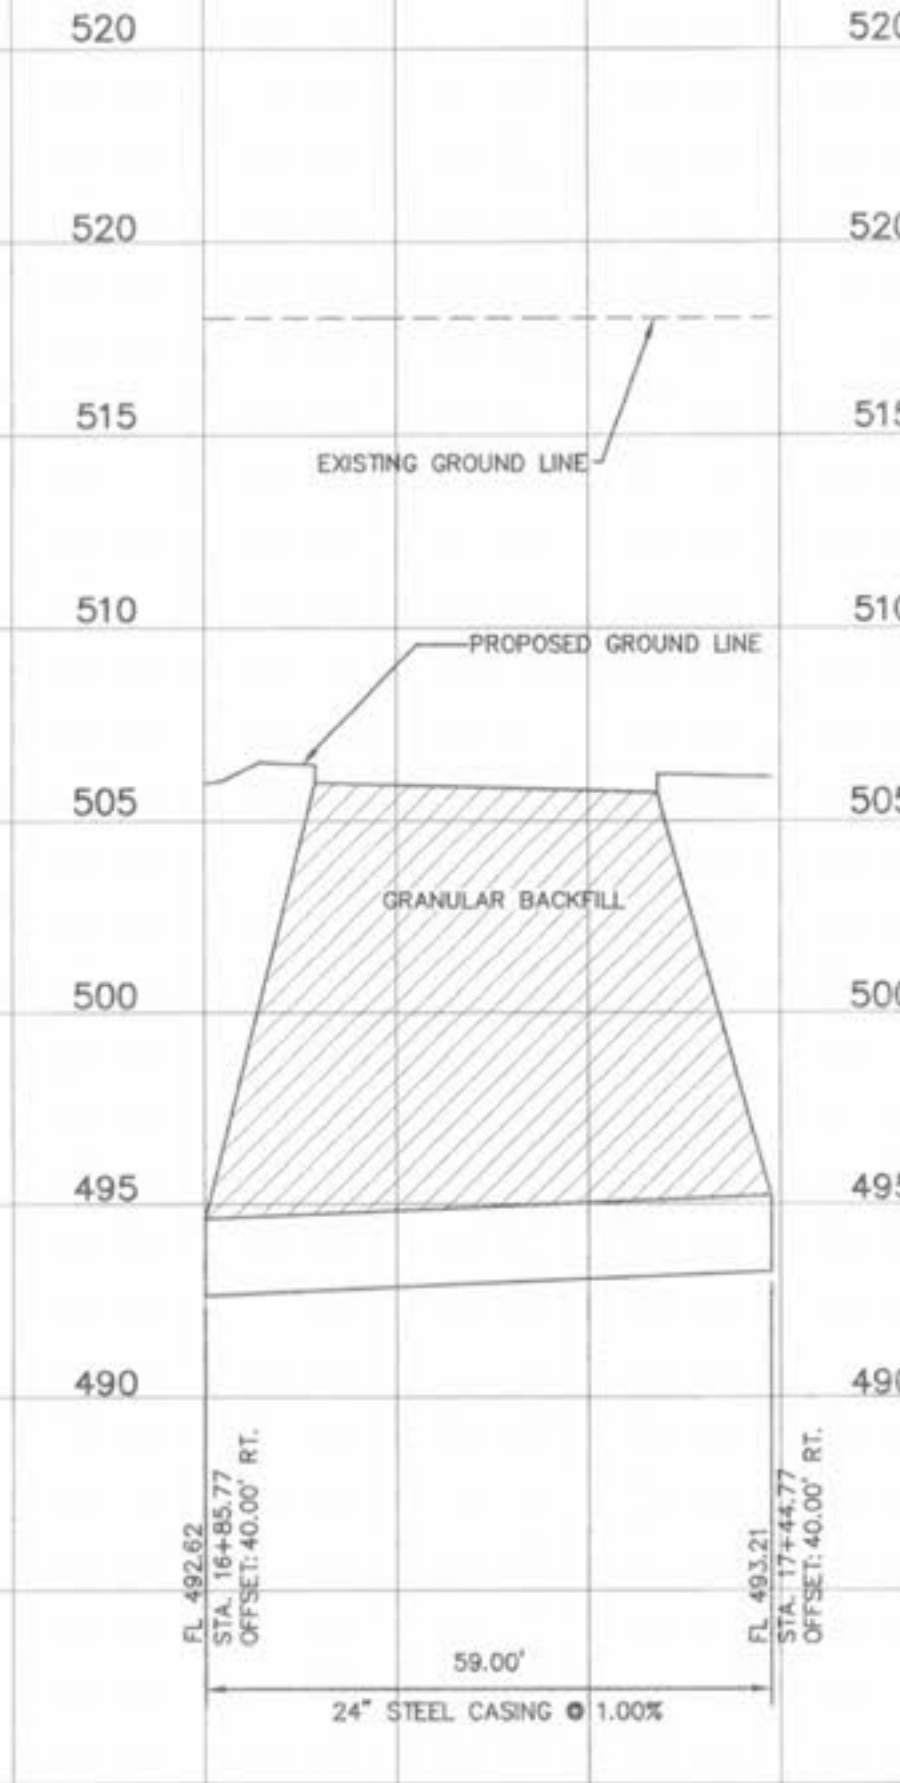 520
520
520
520
515
515
EXISTING GROUND LINE
510
510
PROPOSED GROUND LINE
505
505
GRANULAR BACKFILL
500
500
495
495
490
490
FL 492.62
STA. 16+85.77
OFFSET: 40.00' RT.
FL 493.21
STA. 17+44.77
OFFSET: 40.00' RT.
59.00'
24" STEEL CASING @ 1.00%